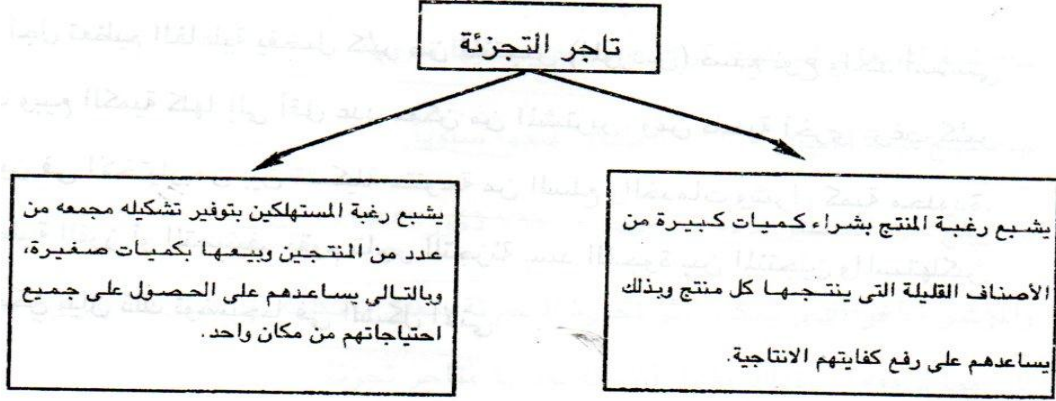 تاجر التجزئة
يشبع رغبة المنتج بشراء كميات كبيرة من
الأصناف القليلة التى ينتجها كل منتج وبذلك
يساعدهم على رفع كفايتهم الانتاجية.
يشبع رغبة المستهلكين بتوفير تشكيله مجمعه من
عدد من المنتجين وبيعها بكميات صغيرة،
وبالتالى يساعدهم على الحصول على جميع
احتياجاتهم من مكان واحد.